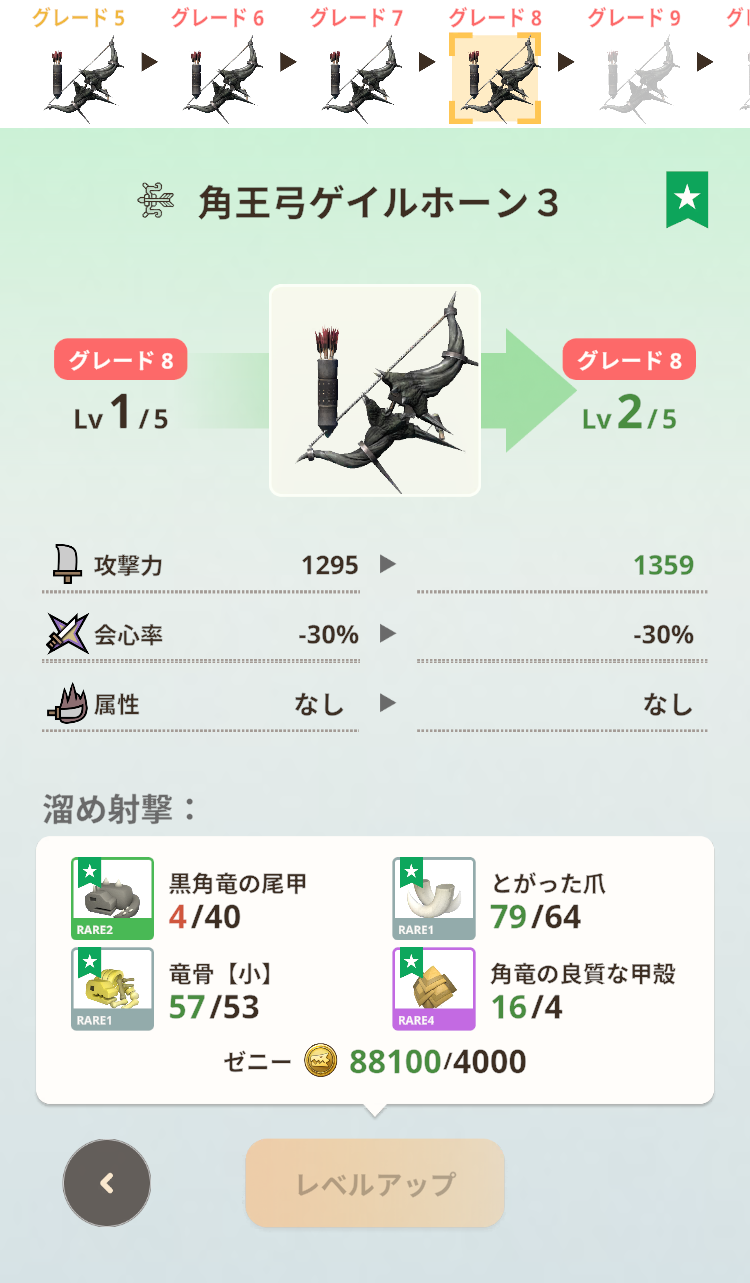 グレード 5 グレード 6 グレード 7 グレード 8 グレード 9
角王弓ゲイルホーン 3
グレード 8 グレード 8
Lv 1/5 Lv 2/5
攻撃力 1295 1359
会心率 -30% -30%
属性 なし なし
溜め射撃：
黒角竜の尾甲 とがった爪
4/40 79/64
RARE2 RARE1
竜骨【小】 角竜の良質な甲殻
57/53 16/4
RARE1 RARE4
ゼニー 88100/4000
レベルアップ